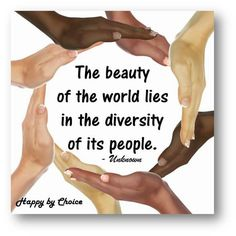 The beauty
of the world lies
in the diversity
of its people.
- Unknown
Happy by Choice